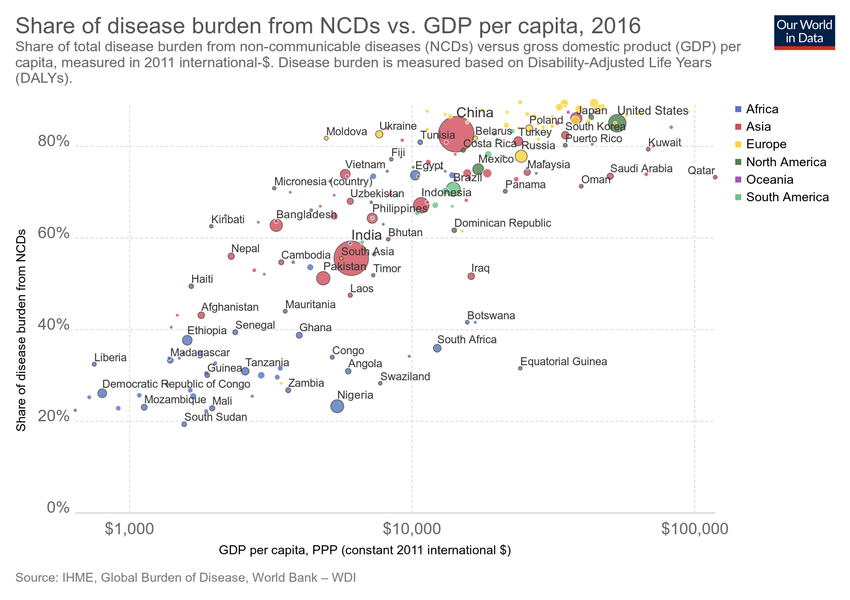 Share of disease burden from NCDs vs. GDP per capita, 2016
Our World
in Data
Share of total disease burden from non-communicable diseases (NCDs) versus gross domestic product (GDP) per
capita, measured in 2011 international-$. Disease burden is measured based on Disability-Adjusted Life Years
(DALYs).
Africa
Asia
Europe
North America
Oceania
South America
Share of disease burden from NCDs
80%
60%
40%
20%
0%
China
Japan
United States
Moldova
Ukraine
Tunisia
Belarus
Poland
Turkey
South Korea
Costa Rica
Russia
Puerto Rico
Kuwait
Fiji
Mexico
Vietnam
Egypt
Malaysia
Micronesia (country)
Brazil
Panama
Oman
Saudi Arabia
Qatar
Uzbekistan
Indonesia
Kiribati
Bangladesh
Philippines
Bhutan
Dominican Republic
India
Nepal
Cambodia
South Asia
Pakistan
Timor
Iraq
Haiti
Laos
Afghanistan
Mauritania
Botswana
Ethiopia
Senegal
Ghana
South Africa
Liberia
Madagascar
Congo
Guinea
Tanzania
Angola
Equatorial Guinea
Democratic Republic of Congo
Zambia
Swaziland
Mozambique
Mali
Nigeria
South Sudan
$1,000
$10,000
$100,000
GDP per capita, PPP (constant 2011 international $)
Source: IHME, Global Burden of Disease, World Bank – WDI